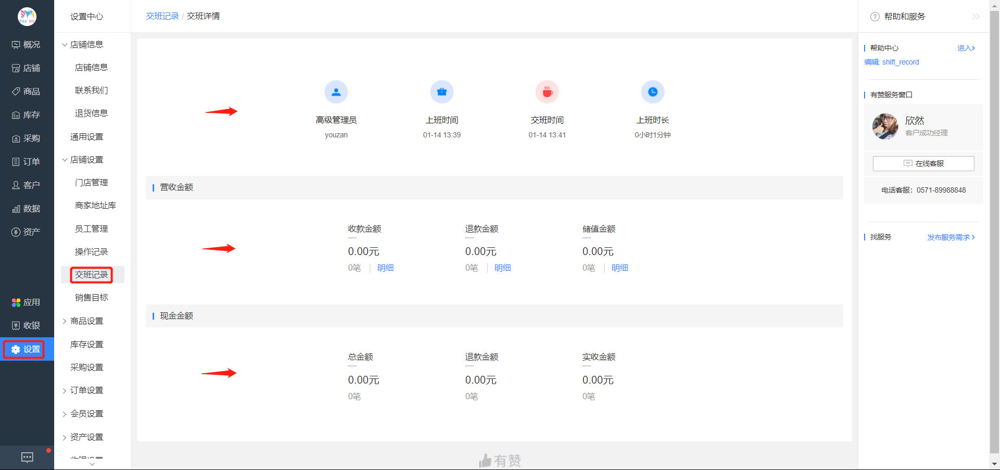 概况
店铺
商品
库存
采购
订单
客户
数据
资产
应用
收银
设置
设置中心
店铺信息
店铺信息
联系我们
退货信息
通用设置
店铺设置
门店管理
商家地址库
员工管理
操作记录
交班记录
销售目标
商品设置
库存设置
采购设置
订单设置
会员设置
资产设置
交班记录 / 交班详情
高级管理员
youzan
上班时间
01-14 13:39
交班时间
01-14 13:41
上班时长
0小时1分钟
营收金额
收款金额
0.00元
0笔 明细
退款金额
0.00元
0笔 明细
储值金额
0.00元
0笔 明细
现金金额
总金额
0.00元
0笔
退款金额
0.00元
0笔
实收金额
0.00元
0笔
有赞
帮助和服务
帮助中心 进入>
编辑: shift_record
有赞服务窗口
欣然
客户成功经理
在线客服
电话客服：0571-89988848
找服务 发布服务需求>